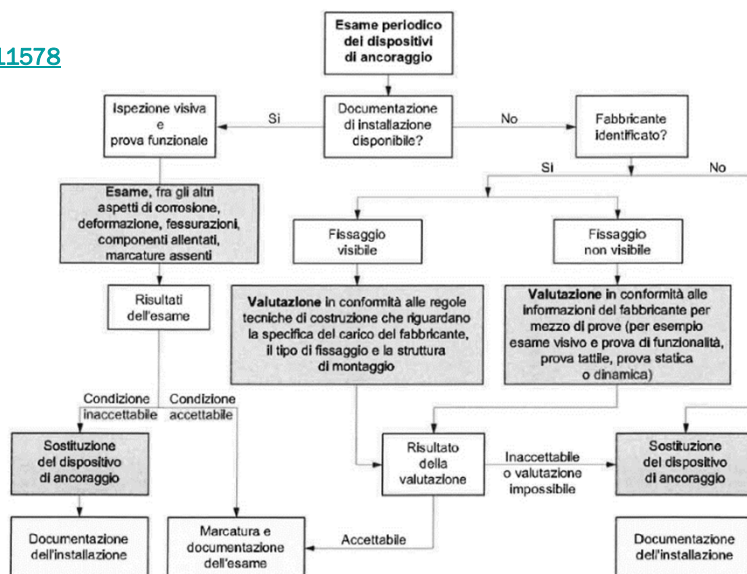 11578
Esame periodico
dei dispositivi
di ancoraggio
Ispezione visiva
e
prova funzionale
Sì
Documentazione
di installazione
disponibile?
No
Fabbricante
identificato?
Sì
No
Esame, fra gli altri
aspetti di corrosione,
deformazione, fessurazioni,
componenti allentati,
marcature assenti
Fissaggio
visibile
Fissaggio
non visibile
Risultati
dell'esame
Valutazione in conformità alle regole
tecniche di costruzione che riguardano
la specifica del carico del fabbricante,
il tipo di fissaggio e la struttura
di montaggio
Valutazione in conformità alle
informazioni del fabbricante per
mezzo di prove (per esempio
esame visivo e prova di funzionalità,
prova tattile, prova statica
o dinamica)
Condizione
inaccettabile
Condizione
accettabile
Sostituzione
del dispositivo
di ancoraggio
Risultato
della
valutazione
Inaccettabile
o valutazione
impossibile
Sostituzione
del dispositivo
di ancoraggio
Documentazione
dell'installazione
Marcatura e
documentazione
dell'esame
Accettabile
Documentazione
dell'installazione